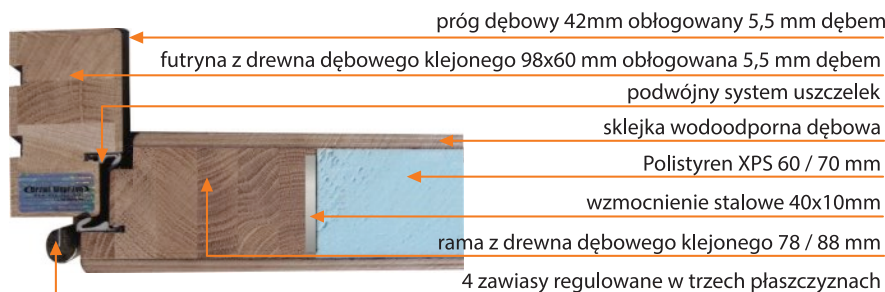 próg dębowy 42mm obłogowany 5,5 mm dębem
futryna z drewna dębowego klejonego 98x60 mm obłogowana 5,5 mm dębem
podwójny system uszczelek
sklejka wodoodporna dębowa
Polistyren XPS 60 / 70 mm
wzmocnienie stalowe 40x10mm
rama z drewna dębowego klejonego 78 / 88 mm
4 zawiasy regulowane w trzech płaszczyznach